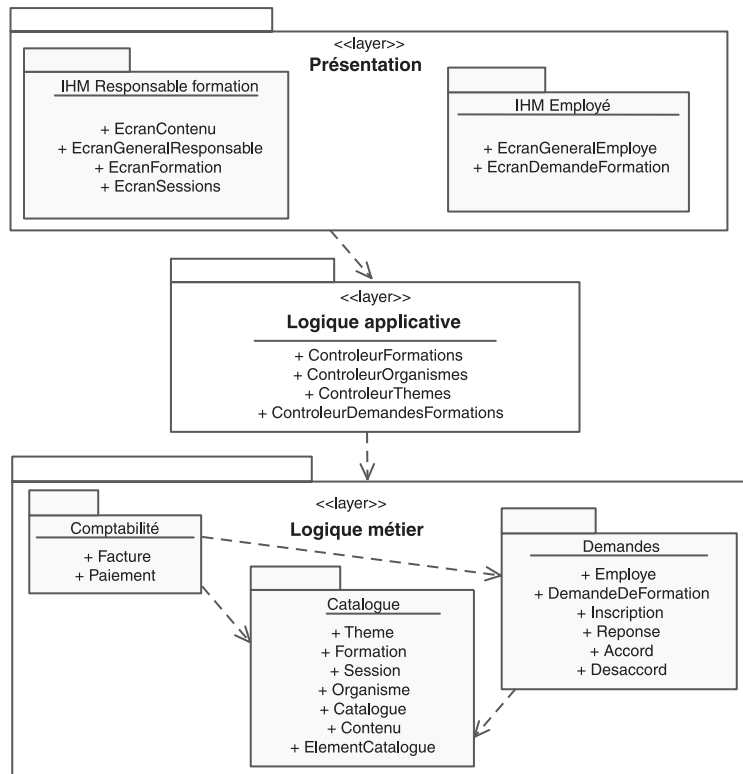 <<layer>>
Présentation
IHM Responsable formation
+ EcranContenu
+ EcranGeneralResponsable
+ EcranFormation
+ EcranSessions
IHM Employé
+ EcranGeneralEmploye
+ EcranDemandeFormation
<<layer>>
Logique applicative
+ ControleurFormations
+ ControleurOrganismes
+ ControleurThemes
+ ControleurDemandesFormations
<<layer>>
Logique métier
Comptabilité
+ Facture
+ Paiement
Catalogue
+ Theme
+ Formation
+ Session
+ Organisme
+ Catalogue
+ Contenu
+ ElementCatalogue
Demandes
+ Employe
+ DemandeDeFormation
+ Inscription
+ Reponse
+ Accord
+ Desaccord